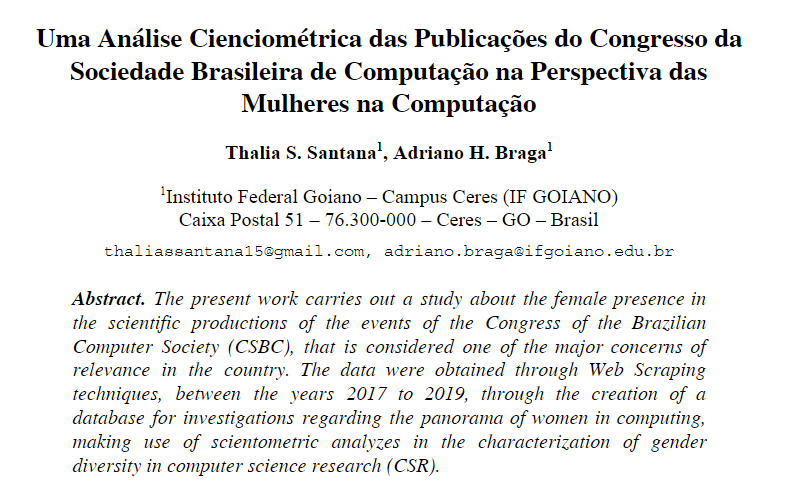 Uma Análise Cienciométrica das Publicações do Congresso da
Sociedade Brasileira de Computação na Perspectiva das
Mulheres na Computação
Thalia S. Santana¹, Adriano H. Braga¹
¹Instituto Federal Goiano – Campus Ceres (IF GOIANO)
Caixa Postal 51 – 76.300-000 – Ceres – GO – Brasil
thaliassantana15@gmail.com, adriano.braga@ifgoiano.edu.br
Abstract. The present work carries out a study about the female presence in
the scientific productions of the events of the Congress of the Brazilian
Computer Society (CSBC), that is considered one of the major concerns of
relevance in the country. The data were obtained through Web Scraping
techniques, between the years 2017 to 2019, through the creation of a
database for investigations regarding the panorama of women in computing,
making use of scientometric analyzes in the characterization of gender
diversity in computer science research (CSR).